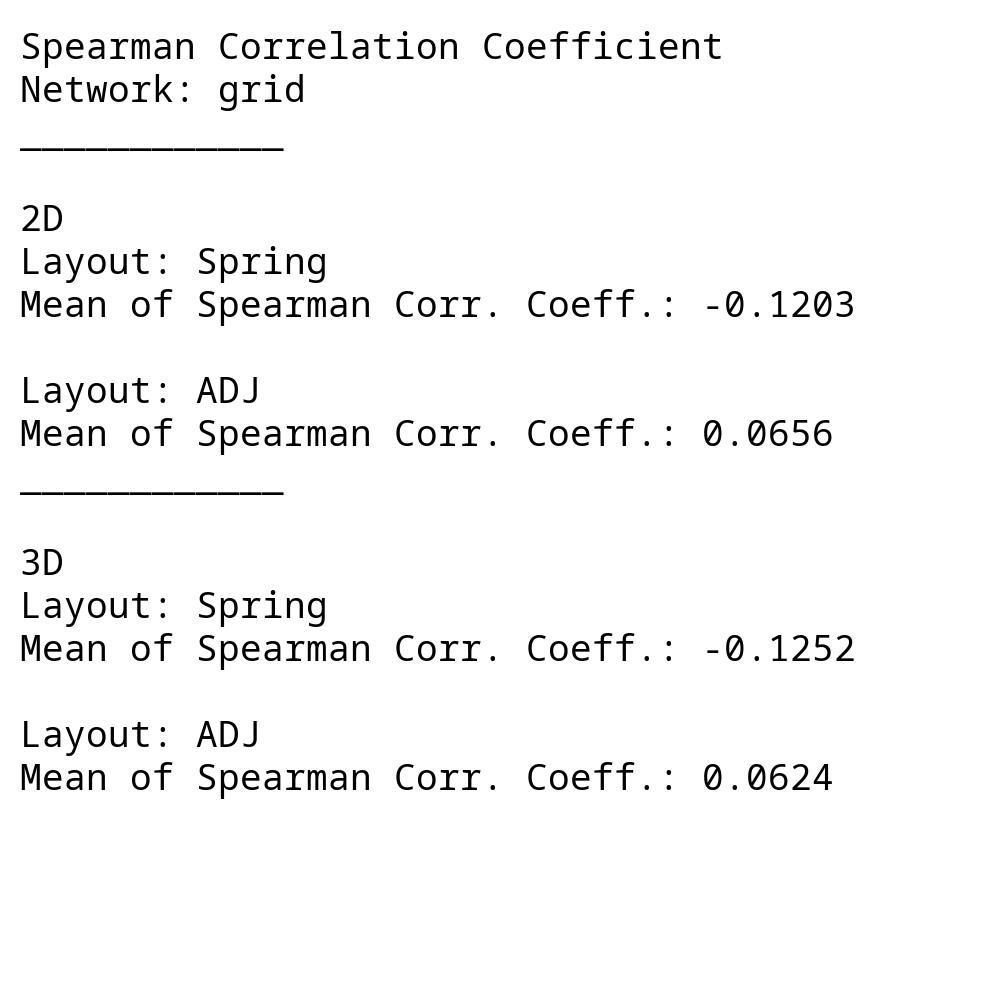 Spearman Correlation Coefficient
Network: grid
____________
2D
Layout: Spring
Mean of Spearman Corr. Coeff.: -0.1203
Layout: ADJ
Mean of Spearman Corr. Coeff.: 0.0656
____________
3D
Layout: Spring
Mean of Spearman Corr. Coeff.: -0.1252
Layout: ADJ
Mean of Spearman Corr. Coeff.: 0.0624